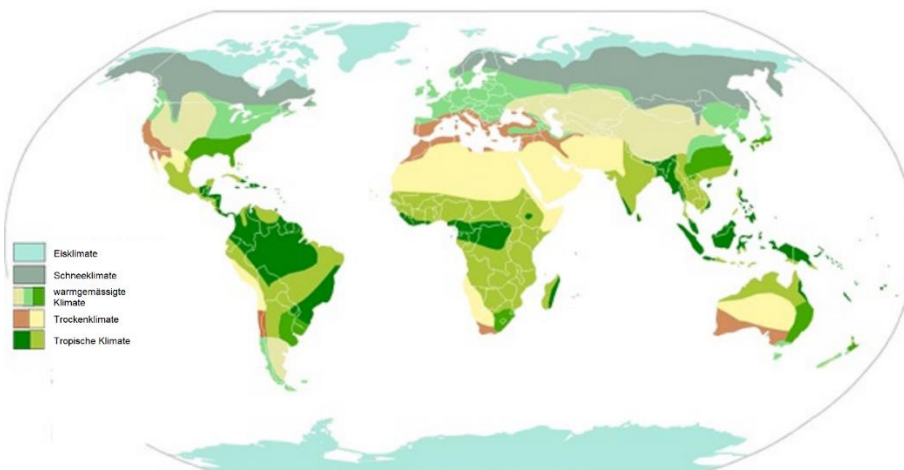 Eisklimate
Schneeklimate
warmgemässigte
Klimate
Trockenklimate
Tropische Klimate